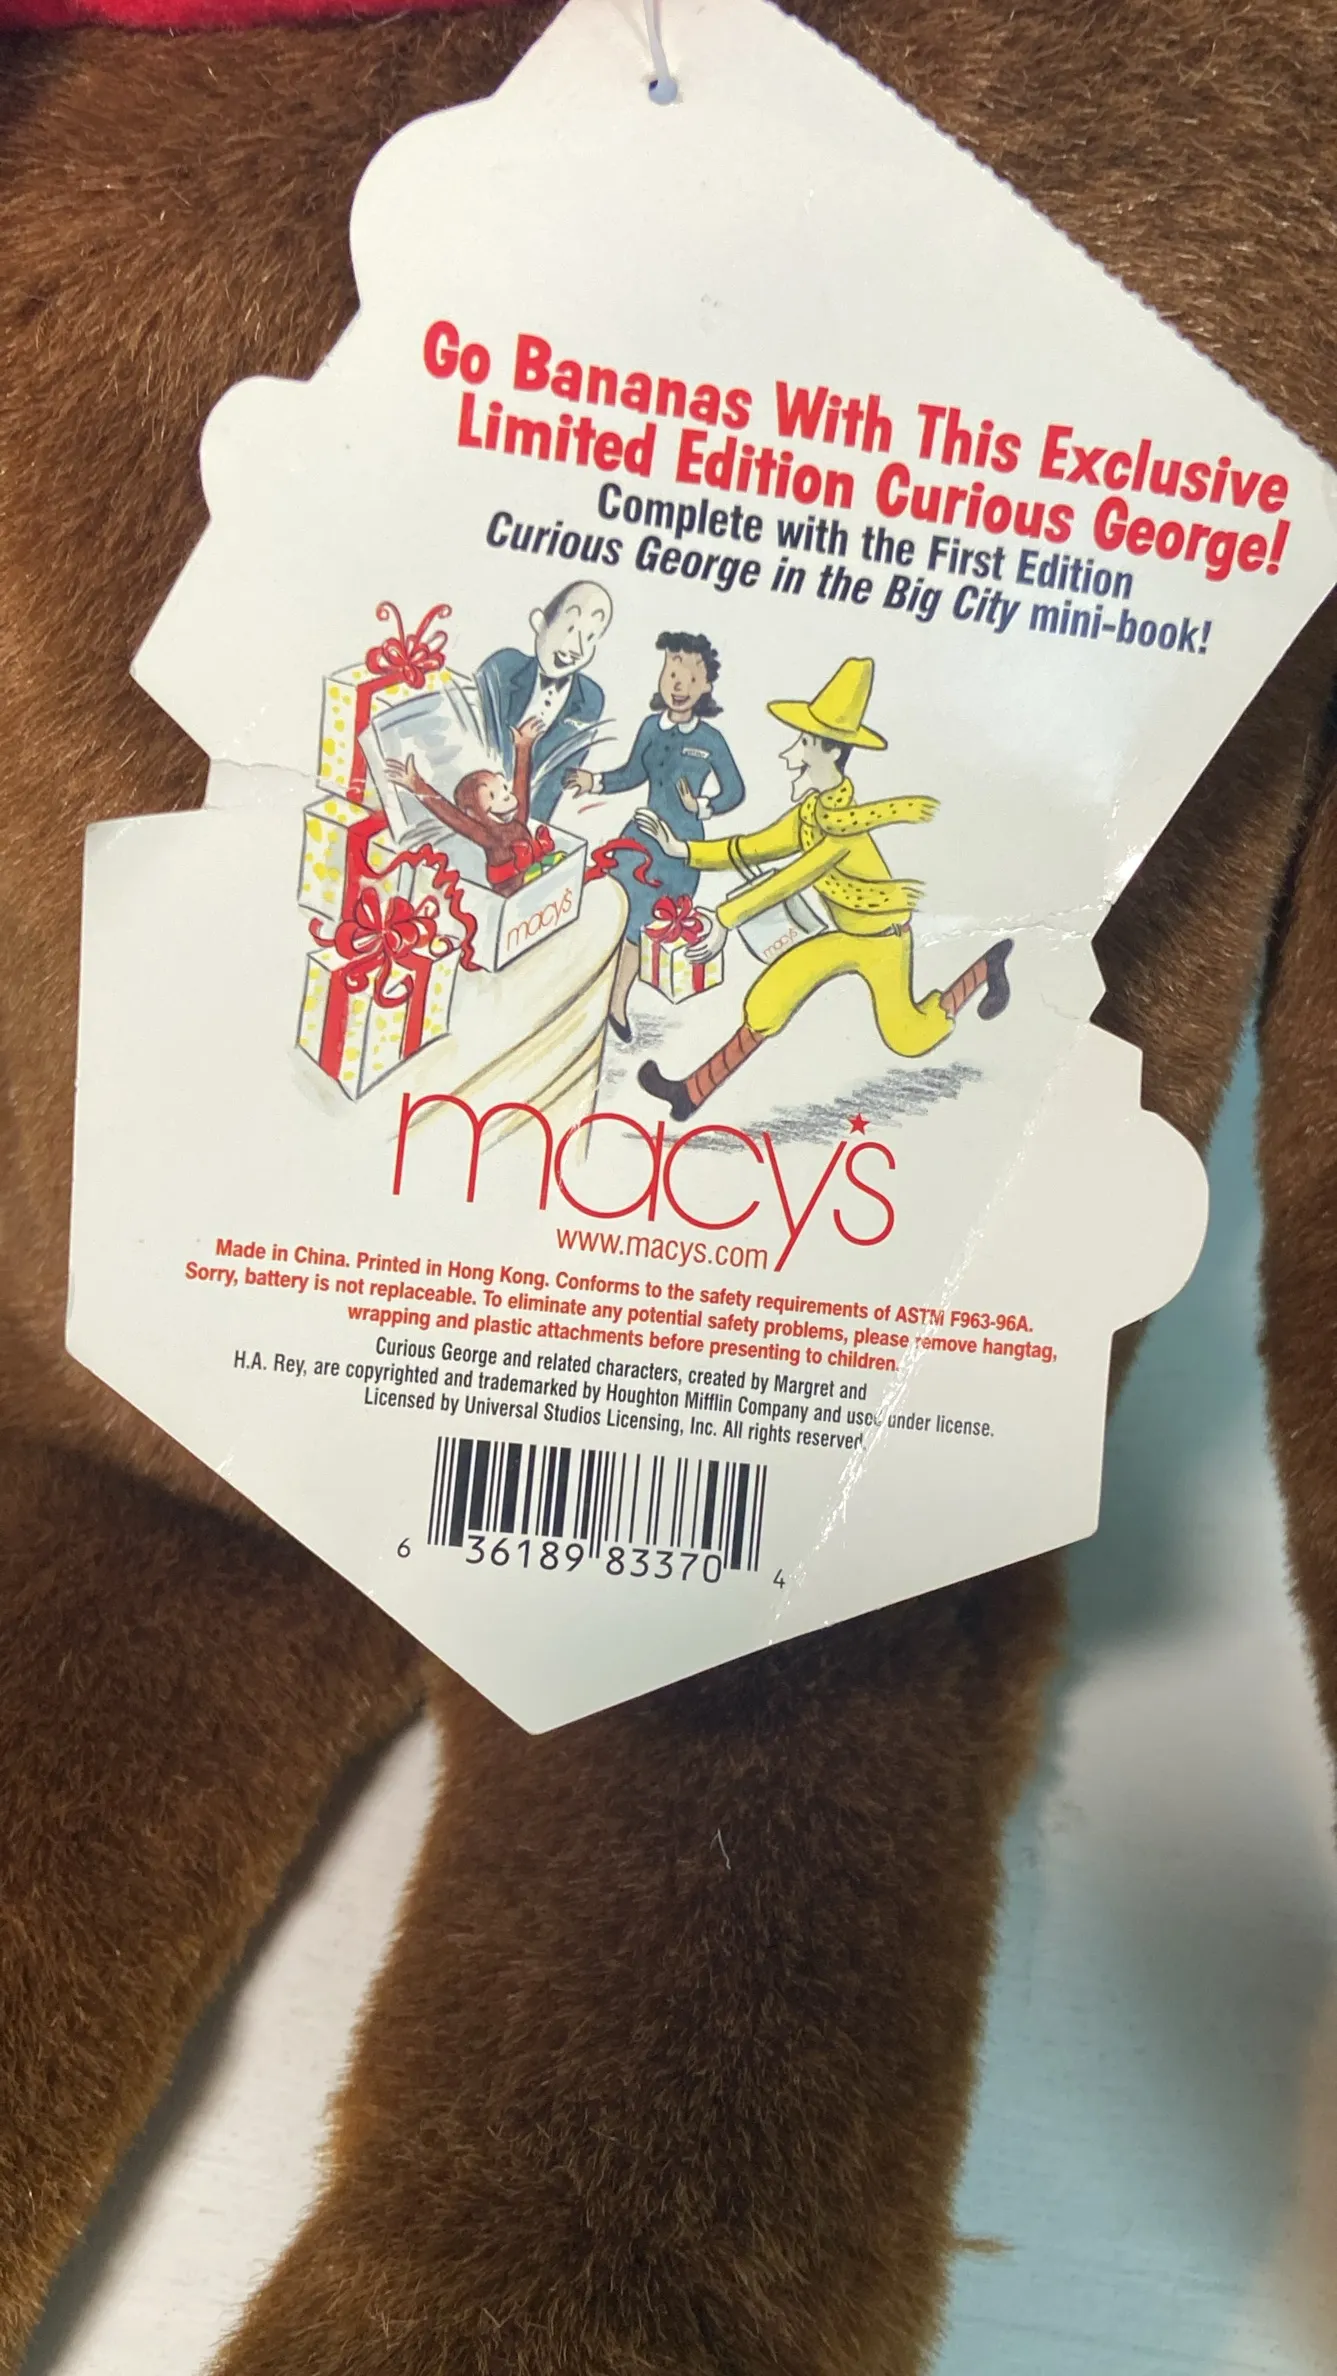 Go Bananas With This Exclusive
Limited Edition Curious George!
Complete with the First Edition
Curious George in the Big City mini-book!
macy's
macy's
macy's
www.macys.com
Made in China. Printed in Hong Kong. Conforms to the safety requirements of ASTM F963-96A.
Sorry, battery is not replaceable. To eliminate any potential safety problems, please remove hangtag,
wrapping and plastic attachments before presenting to children.
Curious George and related characters, created by Margret and
H.A. Rey, are copyrighted and trademarked by Houghton Mifflin Company and used under license.
Licensed by Universal Studios Licensing, Inc. All rights reserved.
6 36189 83370 4